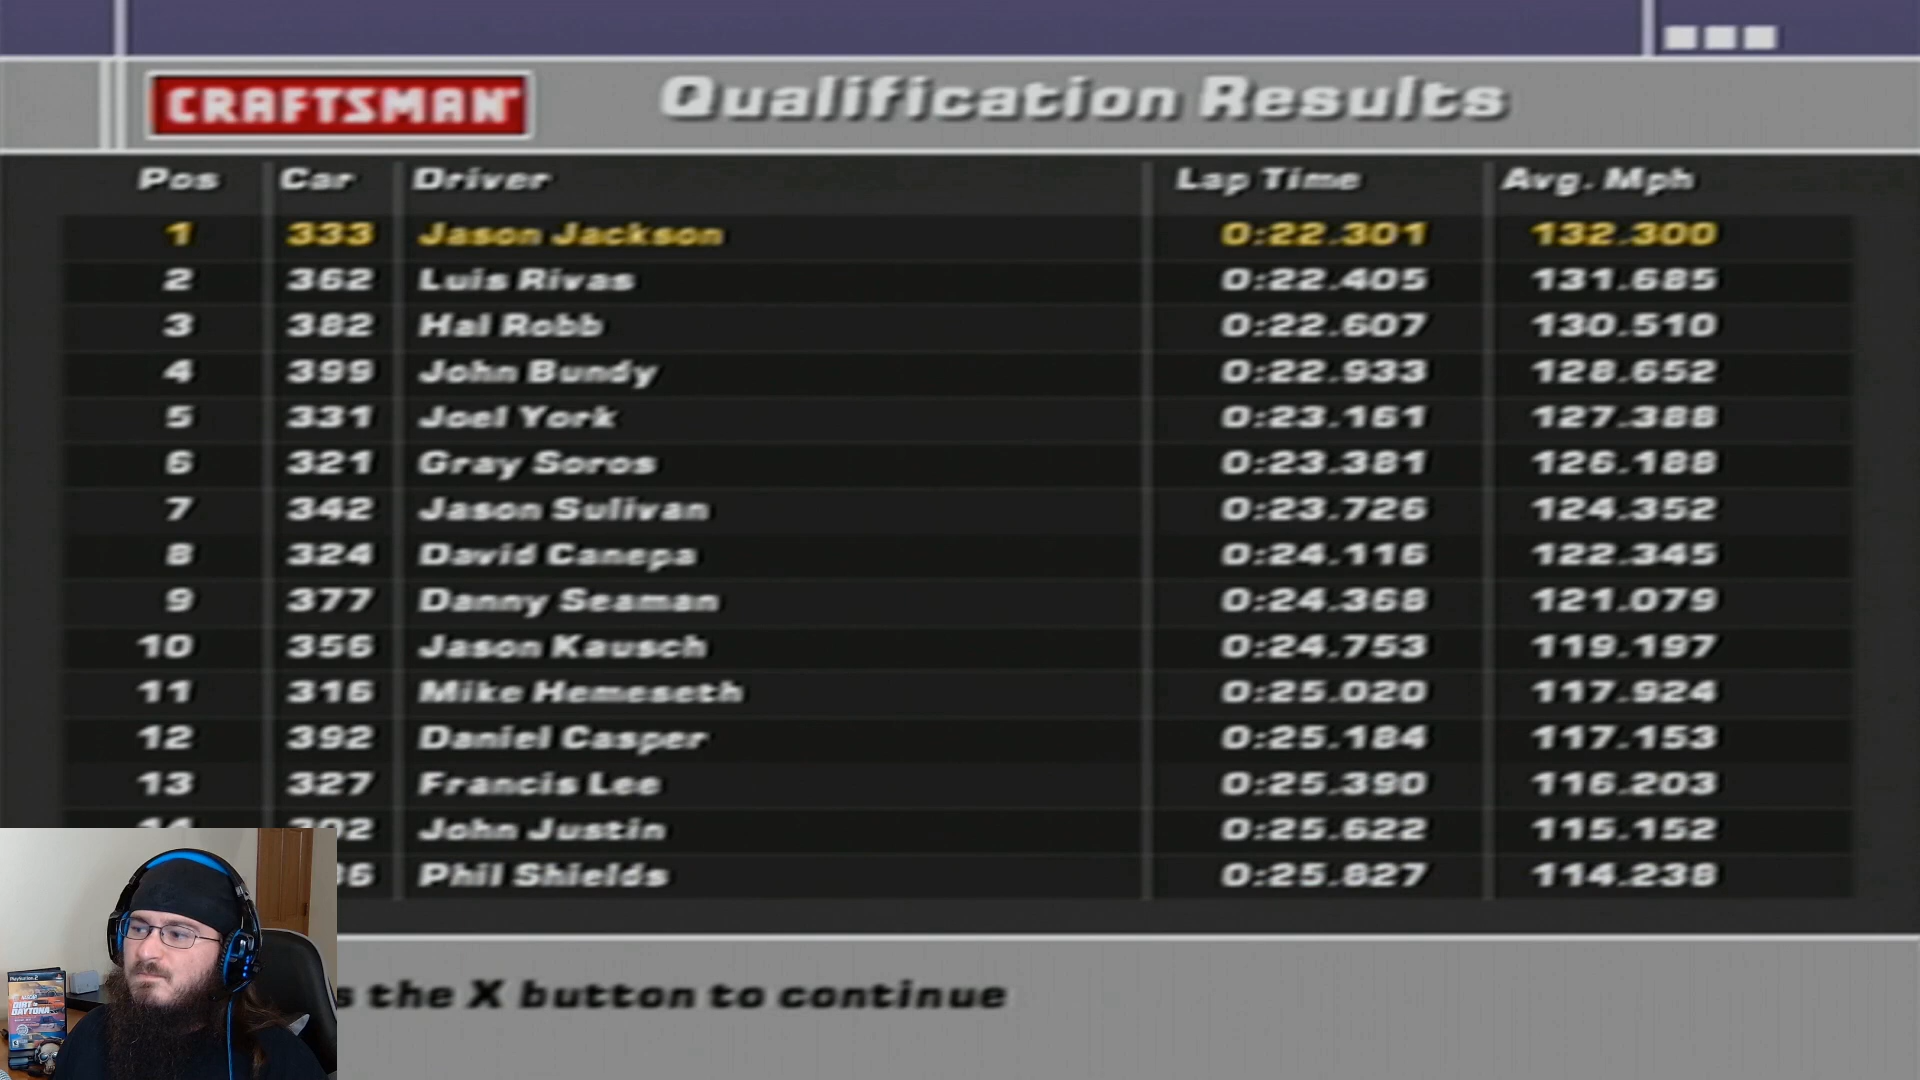 CRAFTSMAN Qualification Results
Pos Car Driver Lap Time Avg. Mph
1 333 Jason Jackson 0:22.301 132.300
2 362 Luis Rivas 0:22.405 131.685
3 382 Hal Robb 0:22.607 130.510
4 399 John Bundy 0:22.933 128.652
5 331 Joel York 0:23.161 127.388
6 321 Gray Soros 0:23.381 126.188
7 342 Jason Sulivan 0:23.726 124.352
8 324 David Canepa 0:24.116 122.345
9 377 Danny Seaman 0:24.368 121.079
10 356 Jason Kausch 0:24.753 119.197
11 316 Mike Hemeseth 0:25.020 117.924
12 392 Daniel Casper 0:25.184 117.153
13 327 Francis Lee 0:25.390 116.203
John Justin 0:25.622 115.152
Phil Shields 0:25.827 114.238
s the X button to continue
PlayStation 2
NASCAR
DIRT TO
DAYTONA